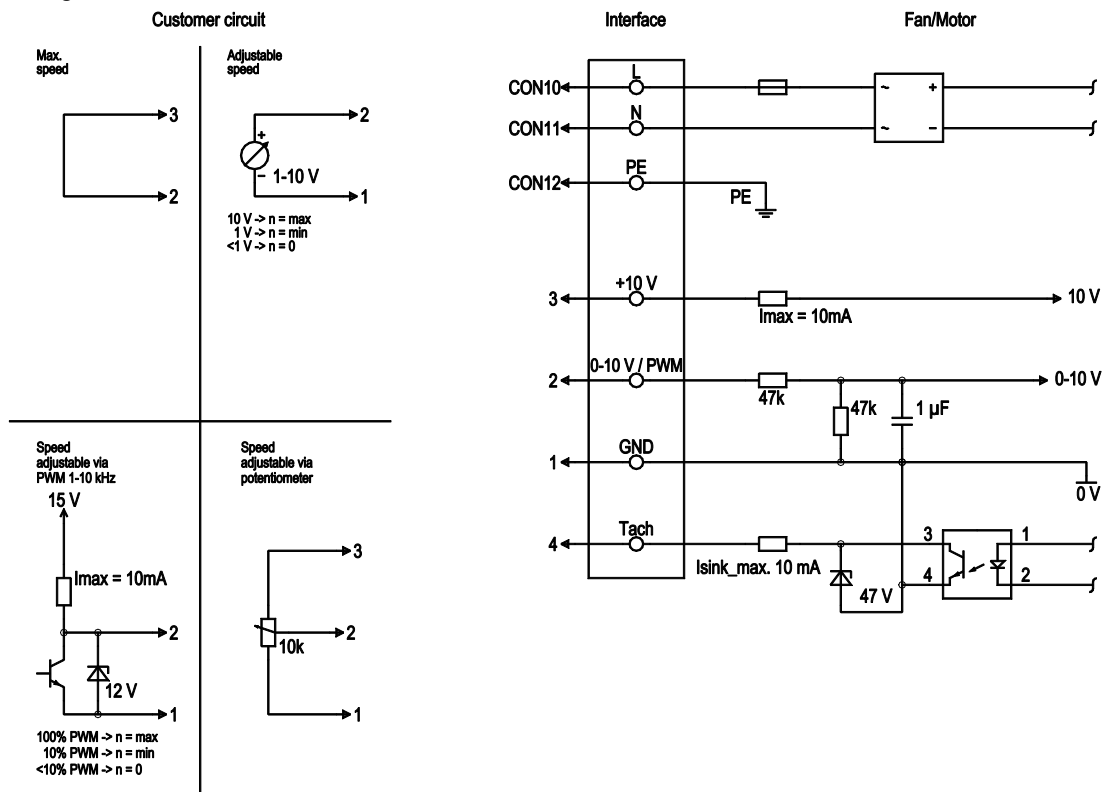 Customer circuit
Interface
Fan/Motor
Max.
speed
3
2
Adjustable
speed
2
+
− 1-10 V
1
10 V -> n = max
1 V -> n = min
<1 V -> n = 0
Speed
adjustable via
PWM 1-10 kHz
15 V
Imax = 10mA
2
12 V
1
100% PWM -> n = max
10% PWM -> n = min
<10% PWM -> n = 0
Speed
adjustable via
potentiometer
3
2
10k
1
CON10 L ~ +
CON11 N ~ −
CON12 PE
PE
3 +10 V 10 V
Imax = 10mA
2 0-10 V / PWM 0-10 V
47k
47k 1 µF
1 GND
0 V
4 Tach 3 1
Isink_max. 10 mA
47 V 4 2